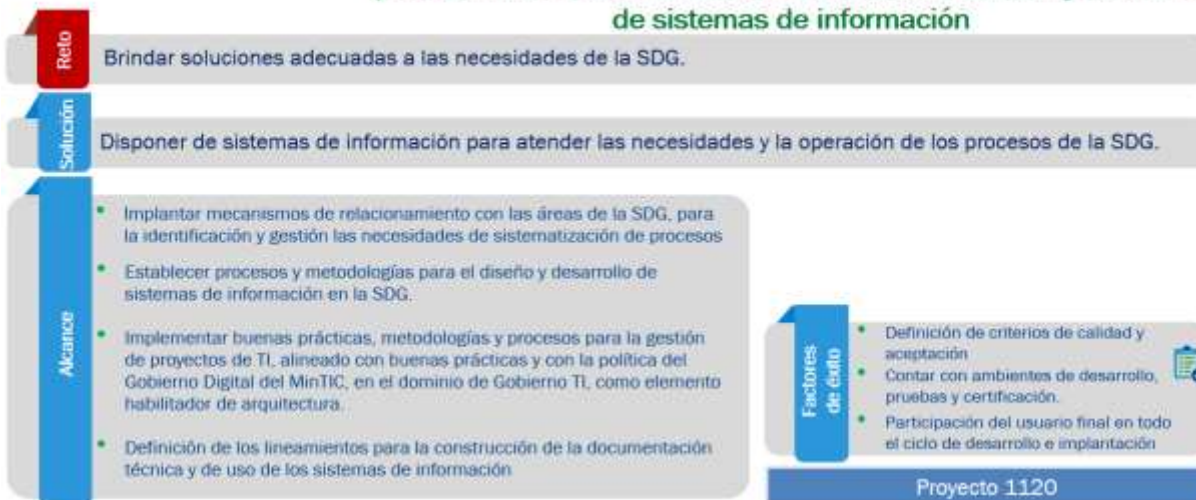 de sistemas de información
Reto
Brindar soluciones adecuadas a las necesidades de la SDG.
Solución
Disponer de sistemas de información para atender las necesidades y la operación de los procesos de la SDG.
Alcance
• Implantar mecanismos de relacionamiento con las áreas de la SDG, para
la identificación y gestión las necesidades de sistematización de procesos
• Establecer procesos y metodologías para el diseño y desarrollo de
sistemas de información en la SDG.
• Implementar buenas prácticas, metodologías y procesos para la gestión
de proyectos de TI, alineado con buenas prácticas y con la política del
Gobierno Digital del MinTIC, en el dominio de Gobierno TI, como elemento
habilitador de arquitectura.
• Definición de los lineamientos para la construcción de la documentación
técnica y de uso de los sistemas de información
Factores
de éxito
• Definición de criterios de calidad y
aceptación
• Contar con ambientes de desarrollo,
pruebas y certificación.
• Participación del usuario final en todo
el ciclo de desarrollo e implantación
Proyecto 1120